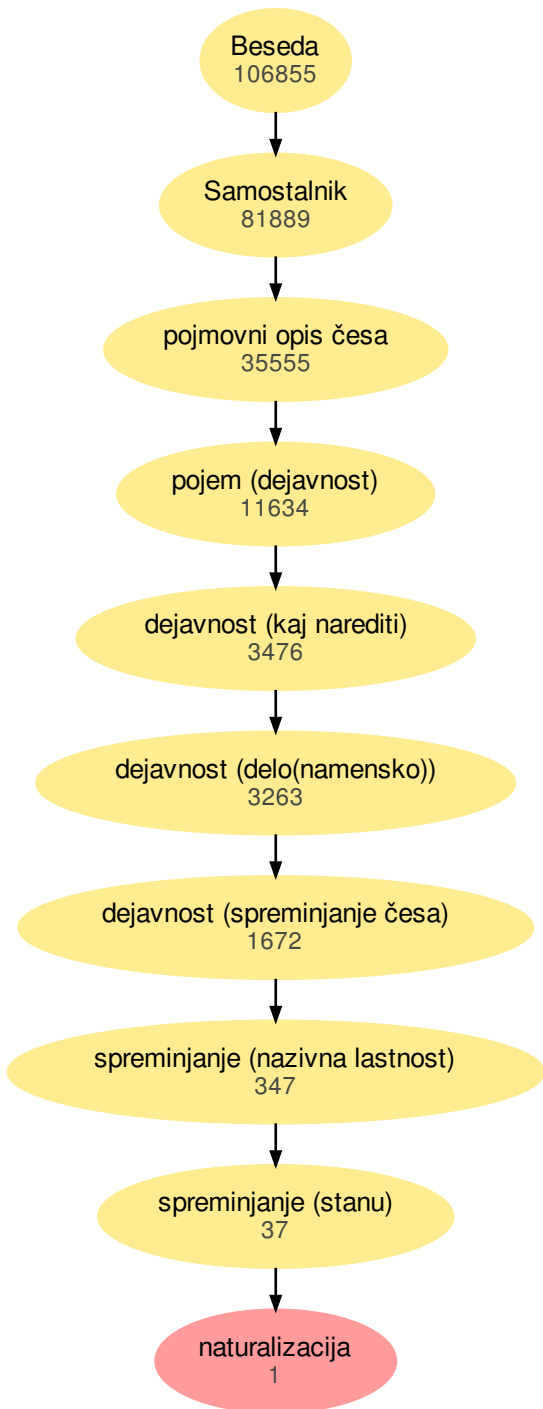 Beseda
106855
Samostalnik
81889
pojmovni opis česa
35555
pojem (dejavnost)
11634
dejavnost (kaj narediti)
3476
dejavnost (delo(namensko))
3263
dejavnost (spreminjanje česa)
1672
spreminjanje (nazivna lastnost)
347
spreminjanje (stanu)
37
naturalizacija
1